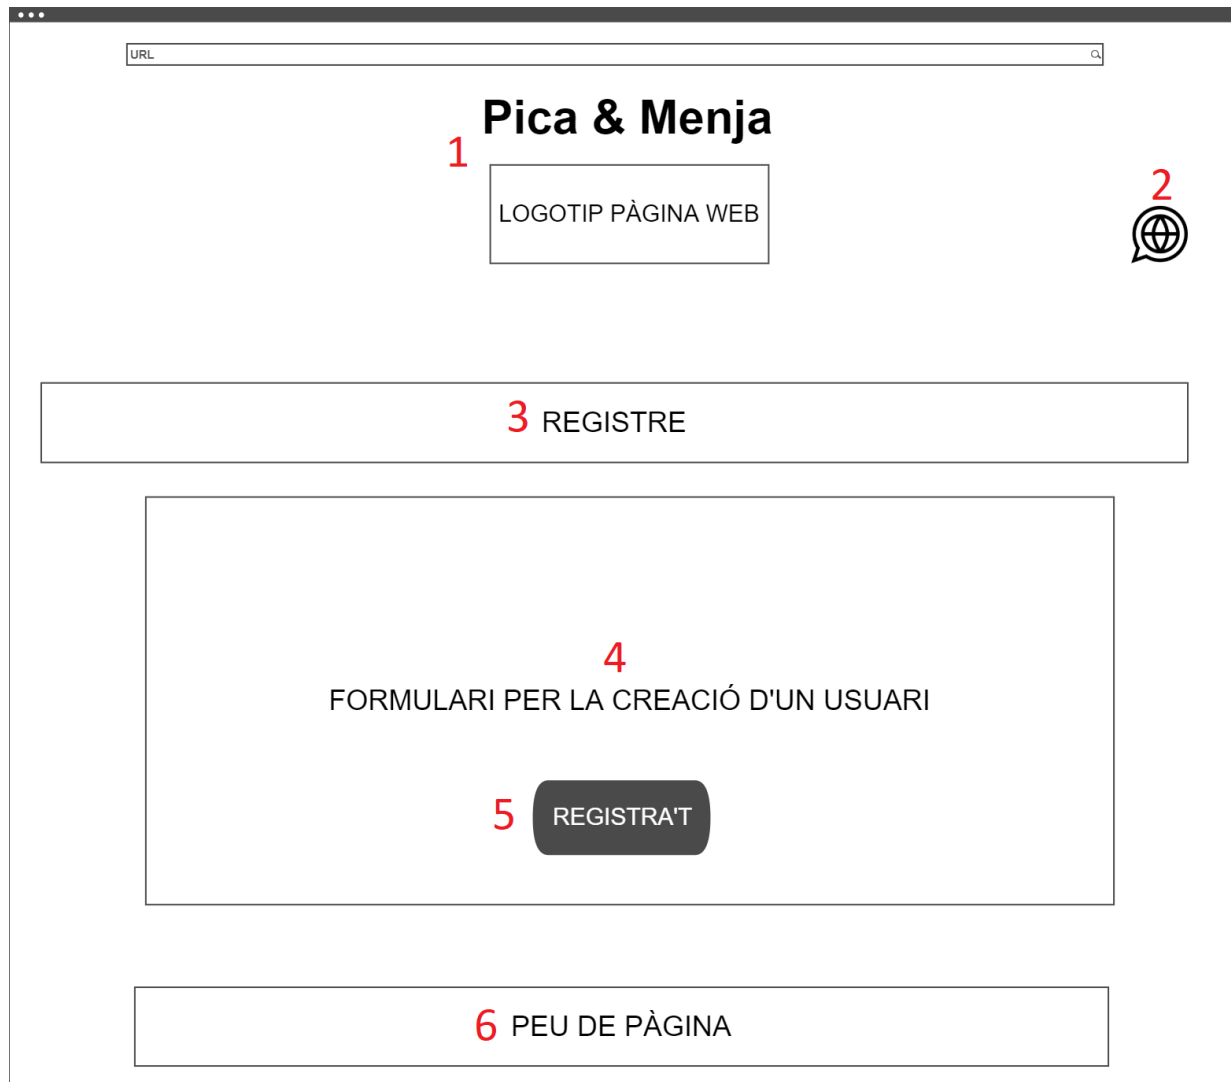 URL
Pica & Menja
1
LOGOTIP PÀGINA WEB
2
3 REGISTRE
4
FORMULARI PER LA CREACIÓ D'UN USUARI
5 REGISTRA'T
6 PEU DE PÀGINA